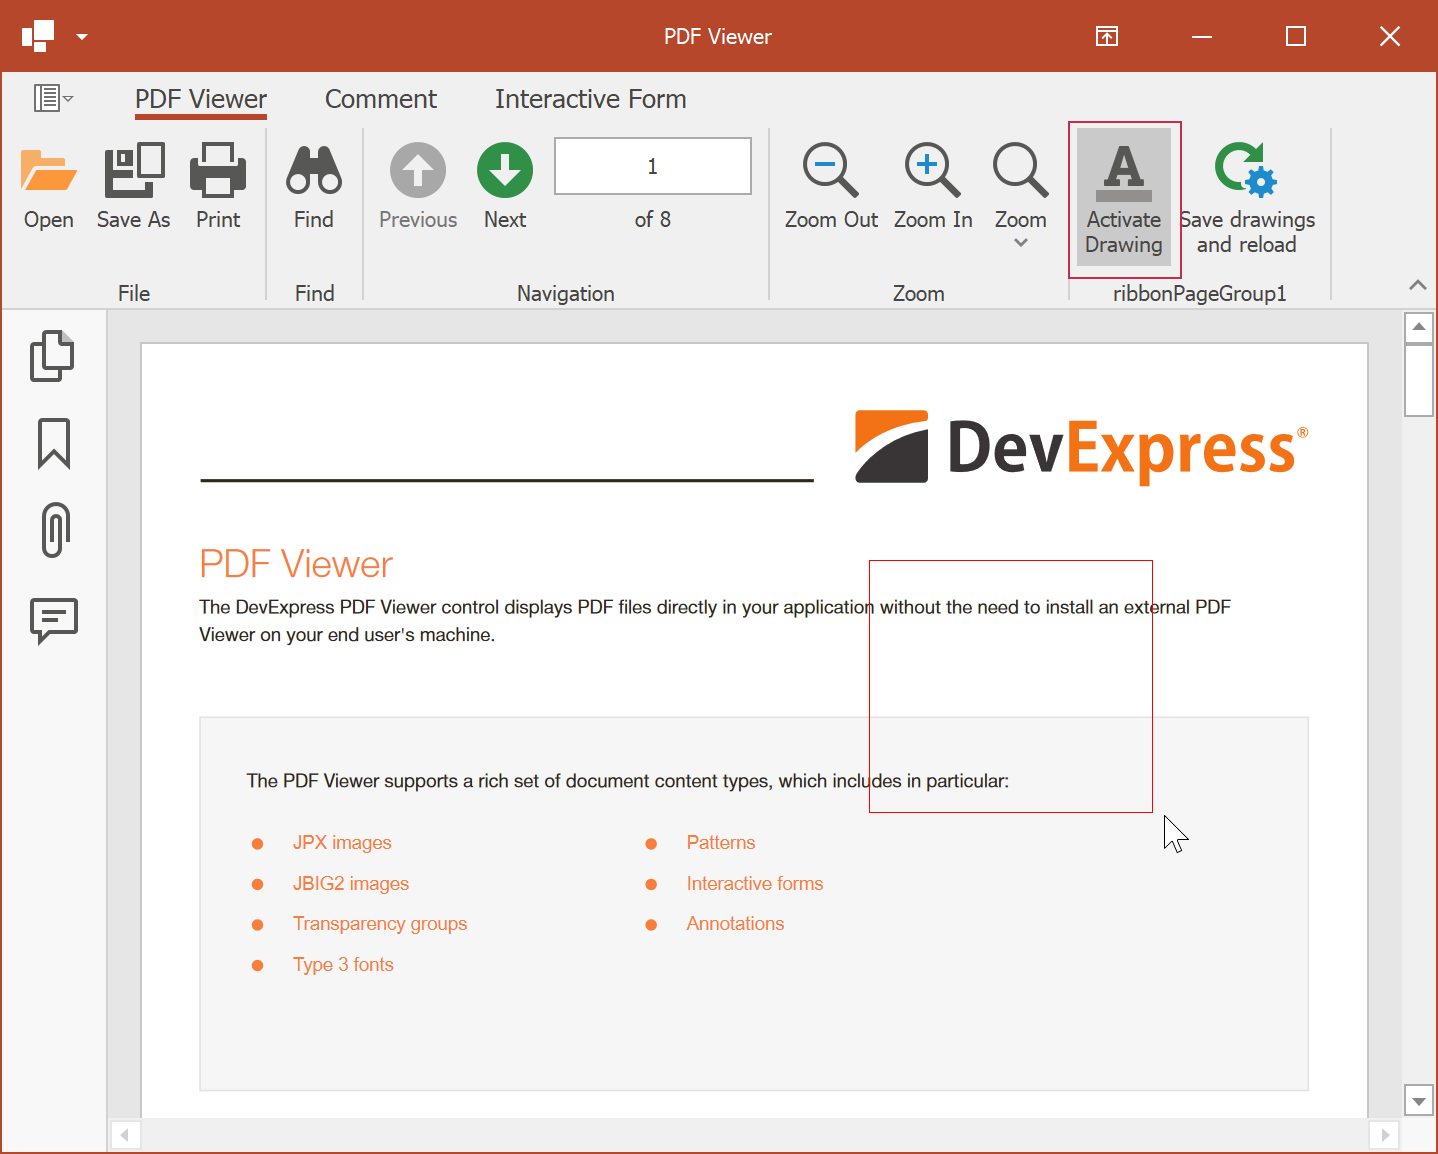 PDF Viewer
PDF Viewer Comment Interactive Form
Open Save As Print Find Previous Next 1 of 8 Zoom Out Zoom In Zoom Activate Drawing Save drawings and reload
File Find Navigation Zoom ribbonPageGroup1
DevExpress®
PDF Viewer
The DevExpress PDF Viewer control displays PDF files directly in your application without the need to install an external PDF
Viewer on your end user's machine.
The PDF Viewer supports a rich set of document content types, which includes in particular:
JPX images
JBIG2 images
Transparency groups
Type 3 fonts
Patterns
Interactive forms
Annotations